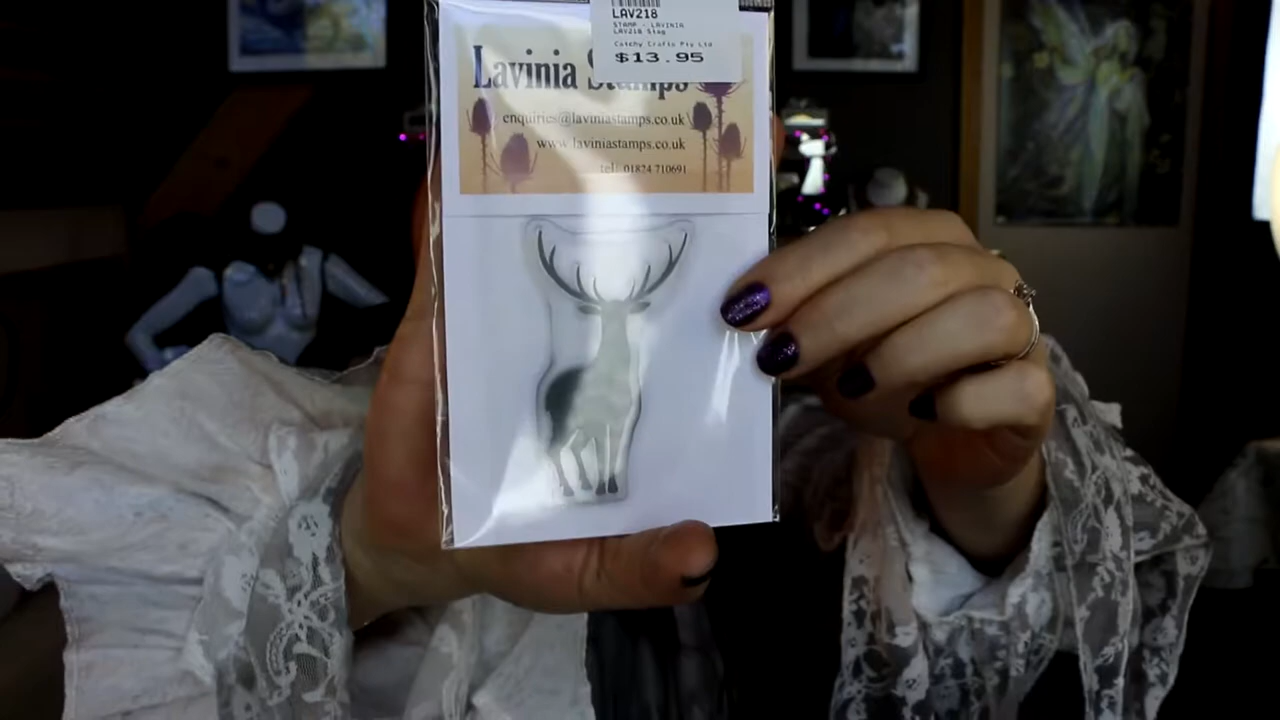 LAV218
STAMP - LAVINIA
LAV218 Stag
Catchy Crafts Pty Ltd
$13.95
Lavinia Stamps
enquiries@laviniastamps.co.uk
www.laviniastamps.co.uk
tel: 01824 710691